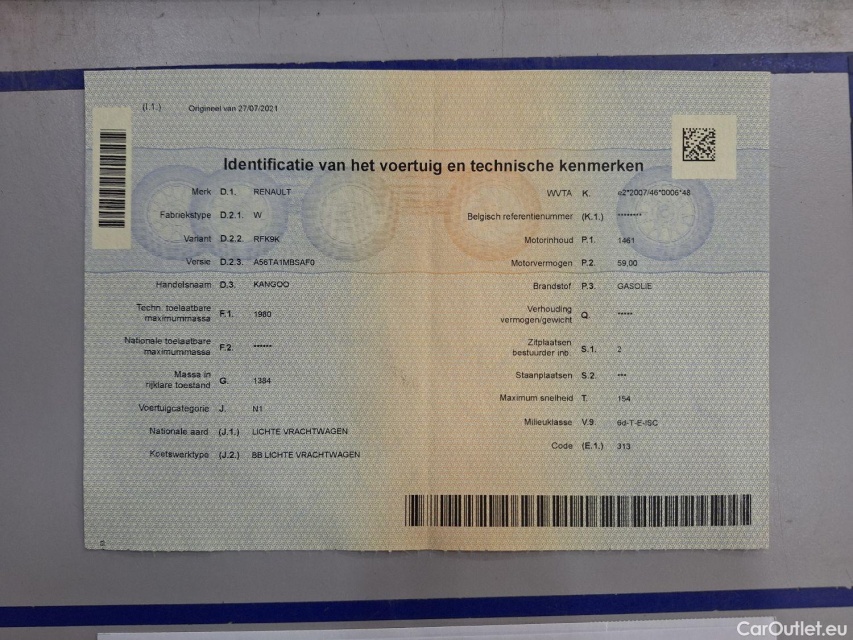 (I.1.) Origineel van 27/07/2021
Identificatie van het voertuig en technische kenmerken
Merk D.1. RENAULT
Fabriekstype D.2.1. W
Variant D.2.2. RFK9K
Versie D.2.3. A56TA1MBSAF0
Handelsnaam D.3. KANGOO
Techn. toelaatbare
maximummassa F.1. 1980
Nationale toelaatbare
maximummassa F.2. ******
Massa in
rijklare toestand G. 1384
Voertuigcategorie J. N1
Nationale aard (J.1.) LICHTE VRACHTWAGEN
Koetswerktype (J.2.) BB LICHTE VRACHTWAGEN
WVTA K. e2*2007/46*0006*48
Belgisch referentienummer (K.1.) ********
Motorinhoud P.1. 1461
Motorvermogen P.2. 59,00
Brandstof P.3. GASOLIE
Verhouding
vermogen/gewicht Q. *****
Zitplaatsen
bestuurder inb. S.1. 2
Staanplaatsen S.2. ***
Maximum snelheid T. 154
Milieuklasse V.9. 6d-T-E-ISC
Code (E.1.) 313
CarOutlet.eu